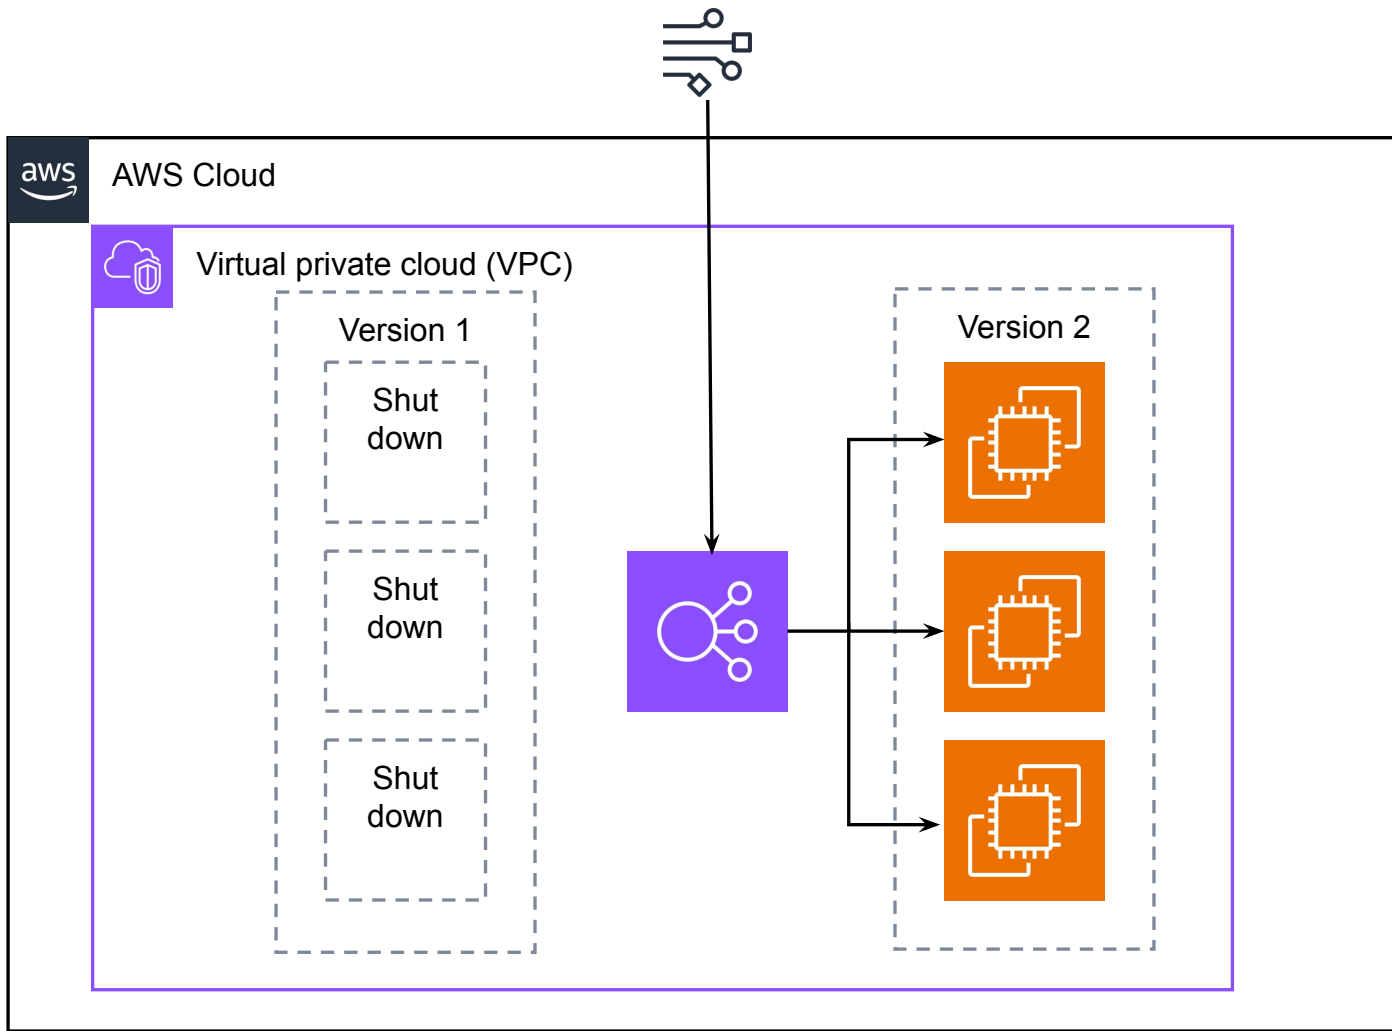 aws
AWS Cloud
Virtual private cloud (VPC)
Version 1
Shut
down
Shut
down
Shut
down
Version 2